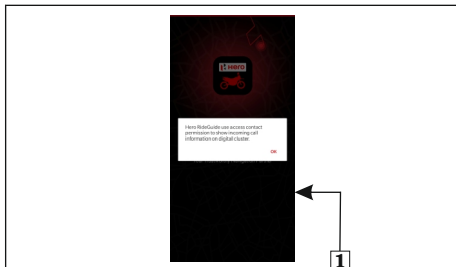 Hero
Hero RideGuide use access contact
permission to show incoming call
information on digital cluster.
OK
1